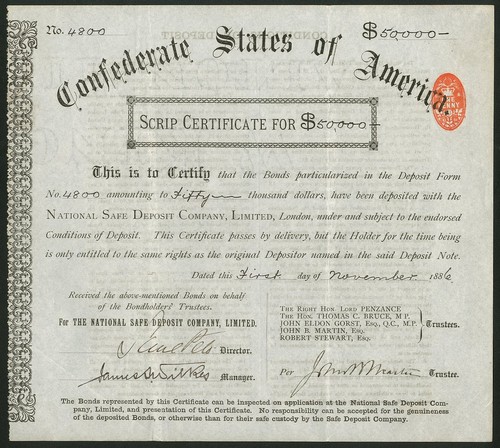 No. 4800
$50000-
Confederate States of America.
SCRIP CERTIFICATE FOR $50,000-
ONE PENNY
This is to Certify that the Bonds particularized in the Deposit Form
No. 4800 amounting to Fifty thousand dollars, have been deposited with the
NATIONAL SAFE DEPOSIT COMPANY, LIMITED, London, under and subject to the endorsed
Conditions of Deposit. This Certificate passes by delivery, but the Holder for the time being
is only entitled to the same rights as the original Depositor named in the said Deposit Note.
Dated this First day of November 1886
Received the above-mentioned Bonds on behalf
of the Bondholders' Trustees.
For THE NATIONAL SAFE DEPOSIT COMPANY, LIMITED.
Director.
James D. Wilkes Manager.
THE RIGHT HON. LORD PENZANCE
THE HON. THOMAS C. BRUCE, M.P.
JOHN ELDON GORST, ESQ., Q.C., M.P.
JOHN B. MARTIN, ESQ.
ROBERT STEWART, ESQ.
Trustees.
Per John B Martin Trustee.
The Bonds represented by this Certificate can be inspected on application at the National Safe Deposit Com-
pany, Limited, and presentation of this Certificate. No responsibility can be accepted for the genuineness
of the deposited Bonds, or otherwise than for their safe custody by the Safe Deposit Company.